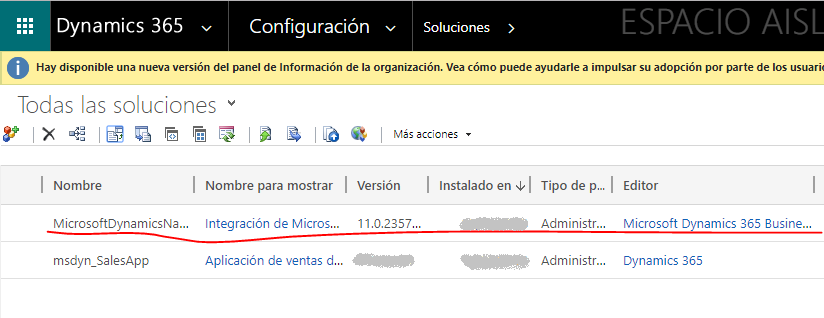 Dynamics 365 Configuración Soluciones ESPACIO AISL
Hay disponible una nueva versión del panel de Información de la organización. Vea cómo puede ayudarle a impulsar su adopción por parte de los usuario
Todas las soluciones
Más acciones
Nombre Nombre para mostrar Versión Instalado en Tipo de p... Editor
MicrosoftDynamicsNa... Integración de Micros... 11.0.2357... Administr... Microsoft Dynamics 365 Busine...
msdyn_SalesApp Aplicación de ventas d... Administr... Dynamics 365